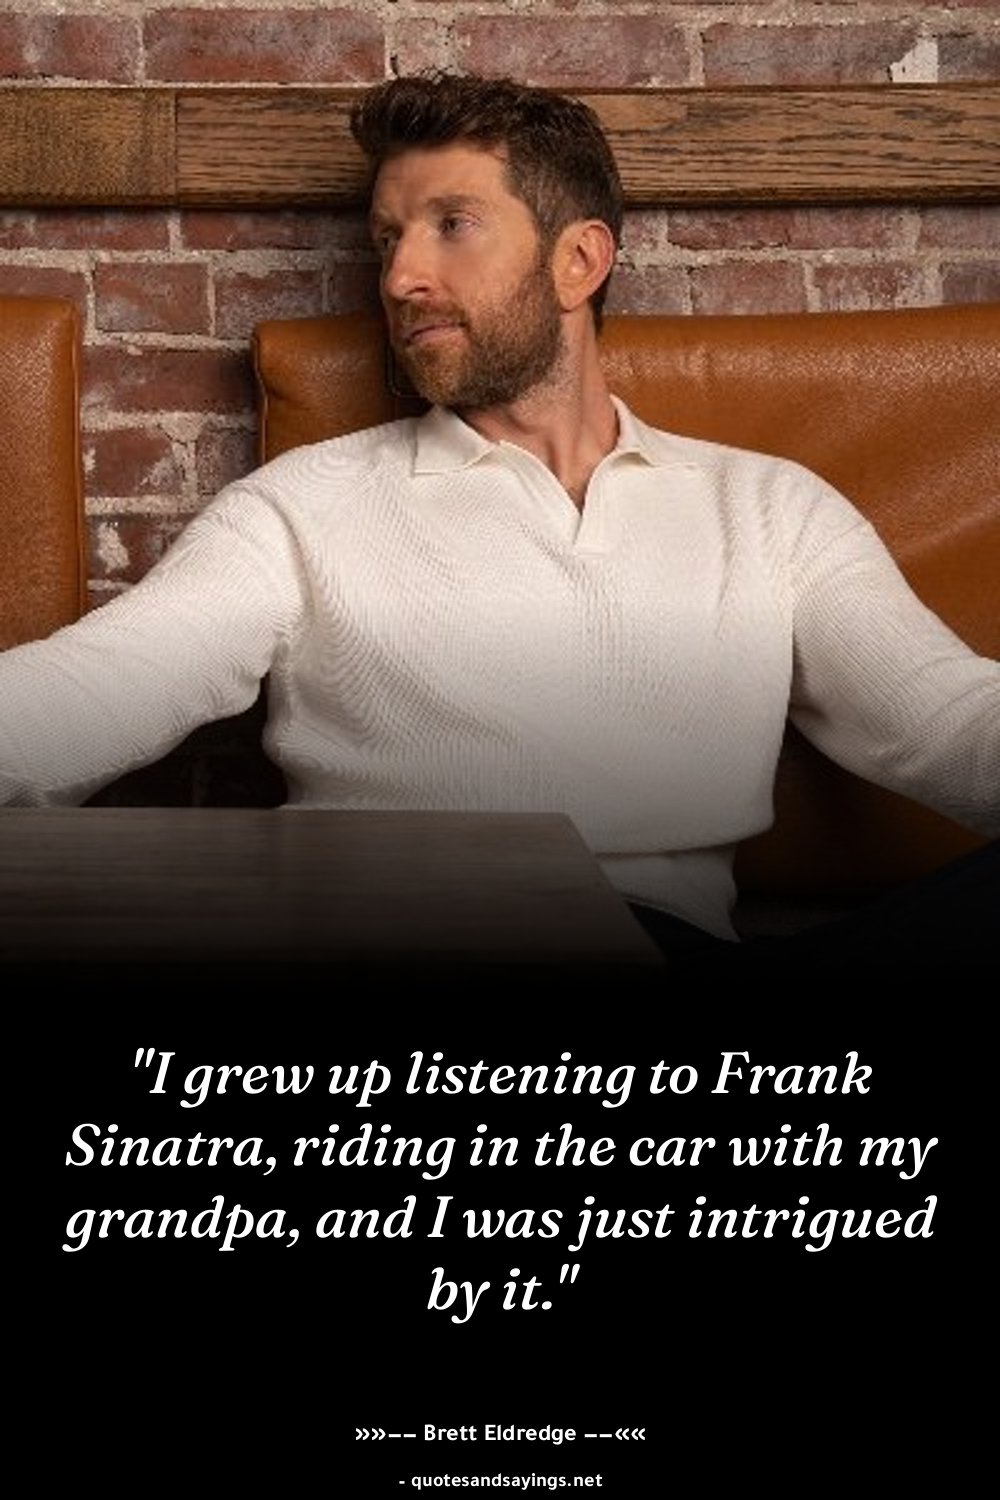 "I grew up listening to Frank
Sinatra, riding in the car with my
grandpa, and I was just intrigued
by it."
»»−− Brett Eldredge −−««
- quotesandsayings.net